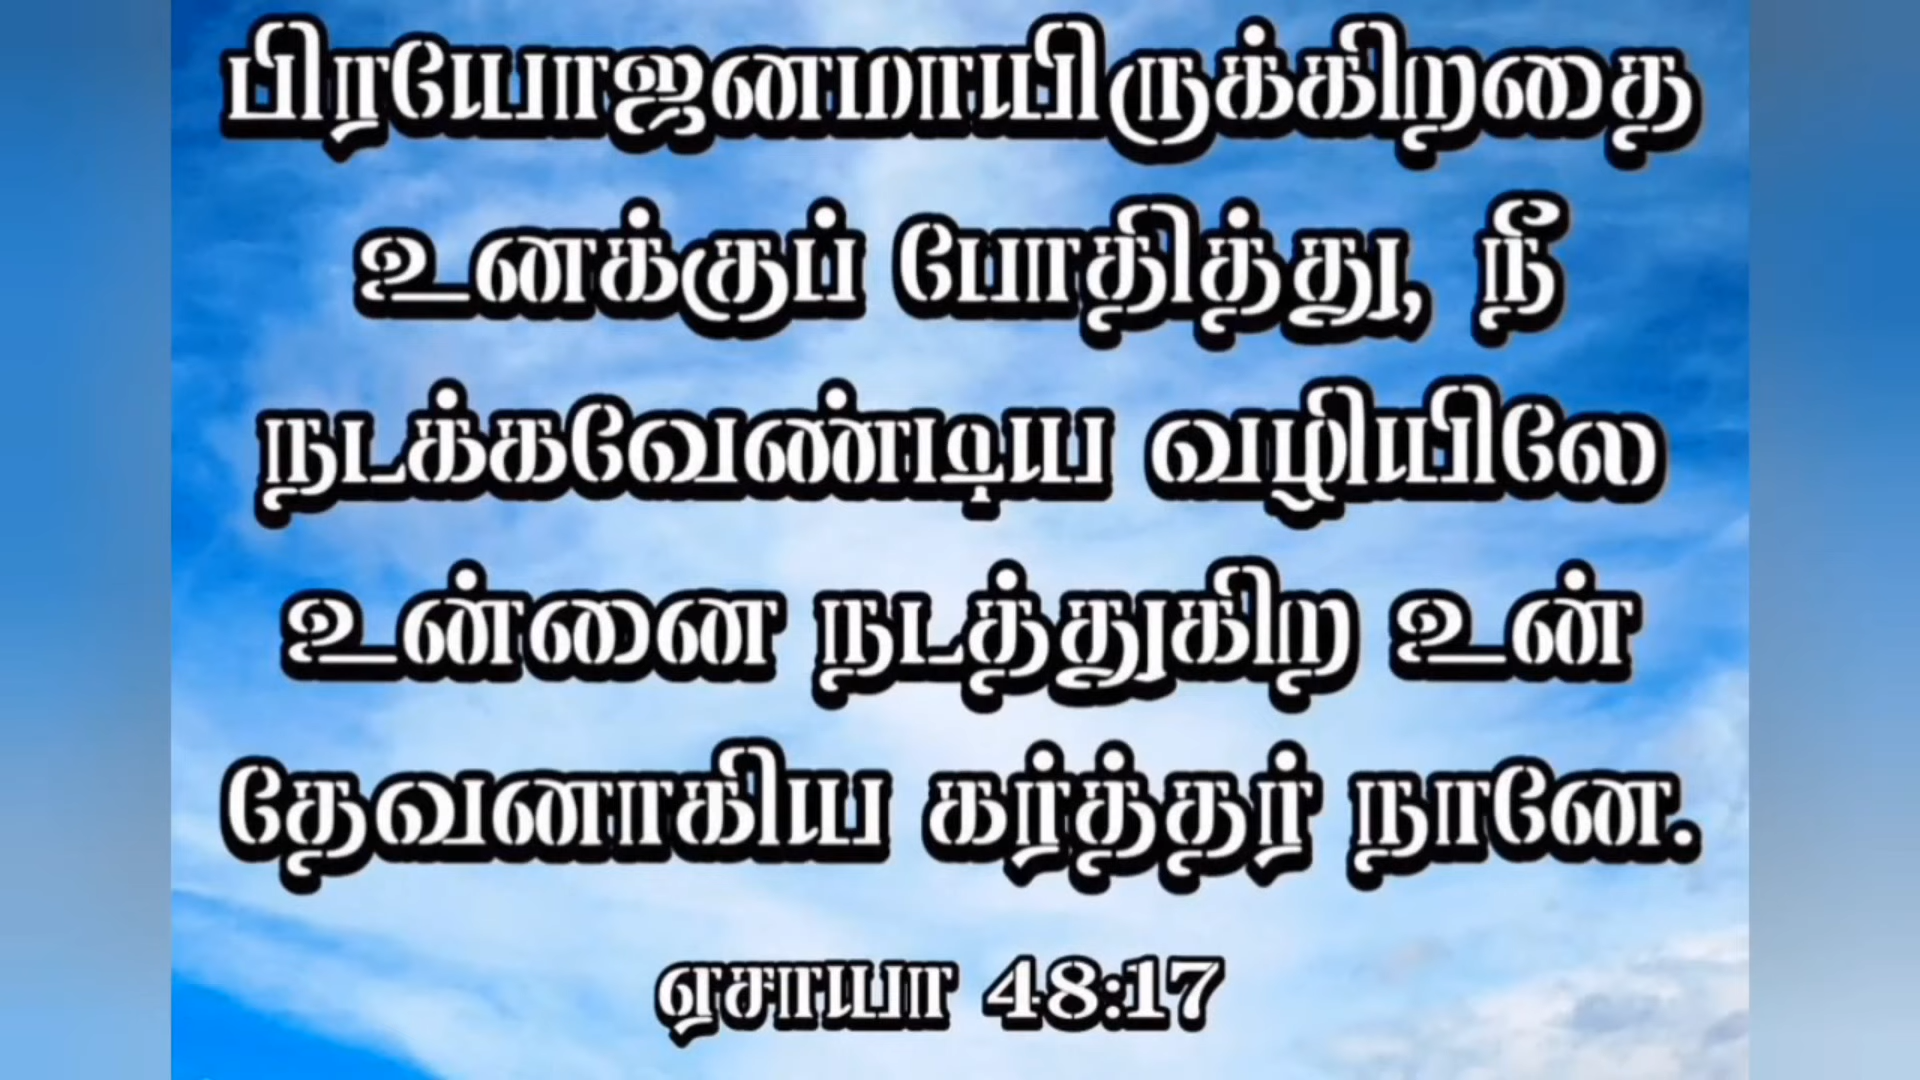 பிரயோஜனமாயிருக்கிறதை
உனக்குப் போதித்து, நீ
நடக்கவேண்டிய வழியிலே
உன்னை நடத்துகிற உன்
தேவனாகிய கர்த்தர் நானே.
ஏசாயா 48:17